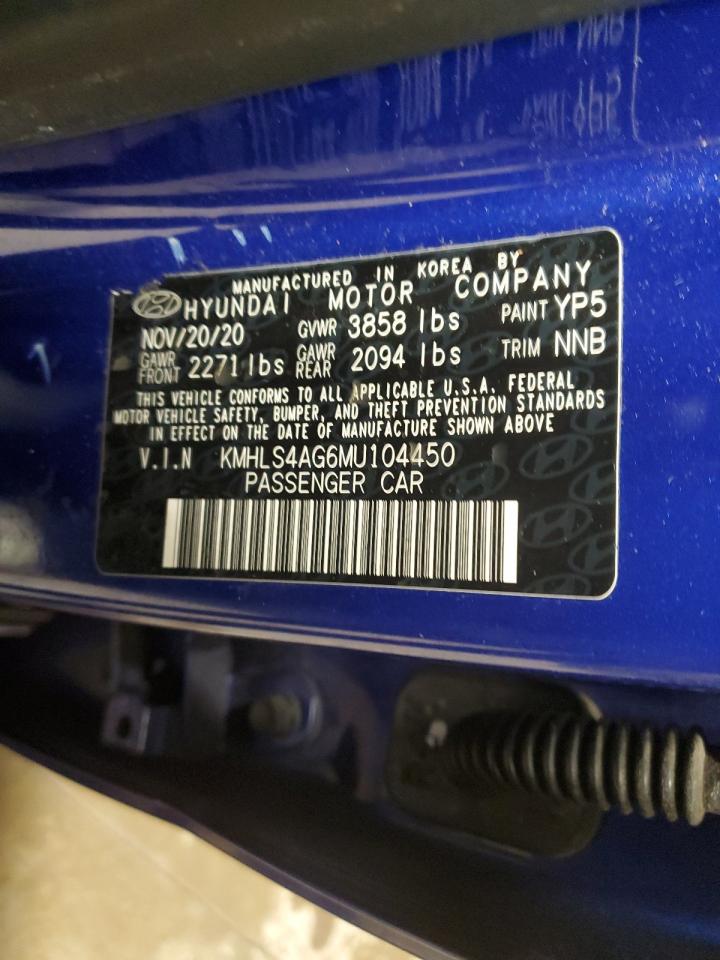 MANUFACTURED IN KOREA BY
HYUNDAI MOTOR COMPANY
NOV/20/20 GVWR 3858 lbs PAINT YP5
GAWR FRONT 2271 lbs GAWR REAR 2094 lbs TRIM NNB
THIS VEHICLE CONFORMS TO ALL APPLICABLE U.S.A. FEDERAL
MOTOR VEHICLE SAFETY, BUMPER, AND THEFT PREVENTION STANDARDS
IN EFFECT ON THE DATE OF MANUFACTURE SHOWN ABOVE
V.I.N KMHLS4AG6MU104450
PASSENGER CAR